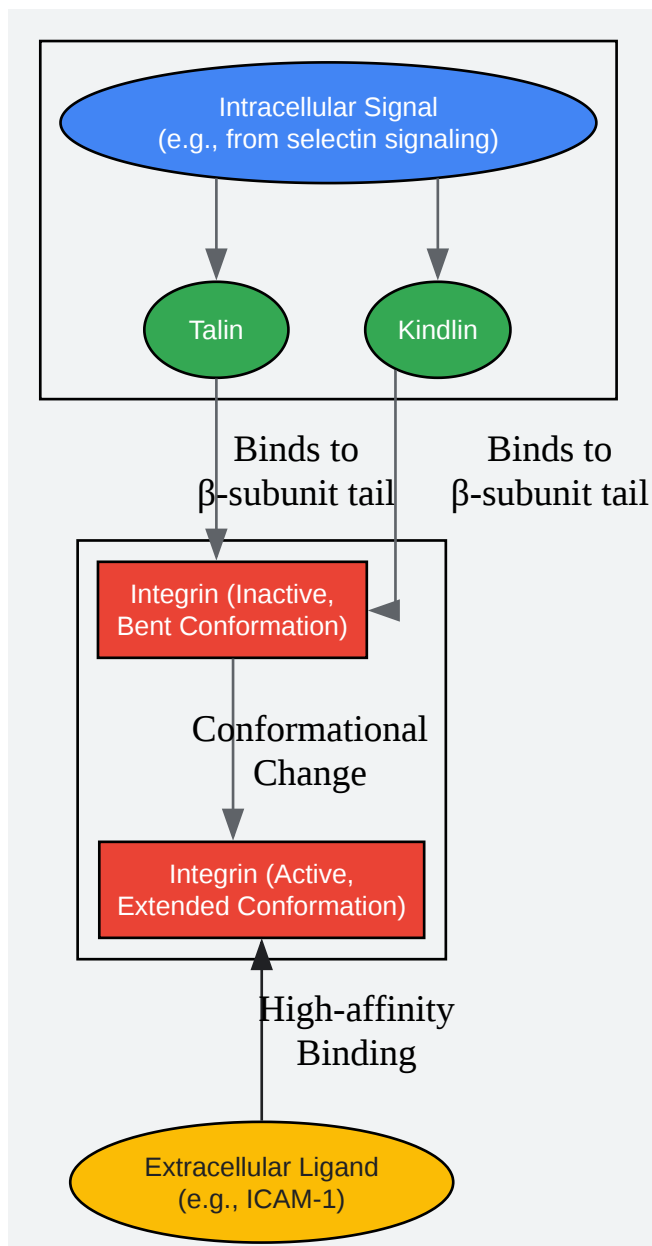 Intracellular Signal
(e.g., from selectin signaling)
Talin
Kindlin
Binds to
β-subunit tail
Binds to
β-subunit tail
Integrin (Inactive,
Bent Conformation)
Conformational
Change
Integrin (Active,
Extended Conformation)
High-affinity
Binding
Extracellular Ligand
(e.g., ICAM-1)